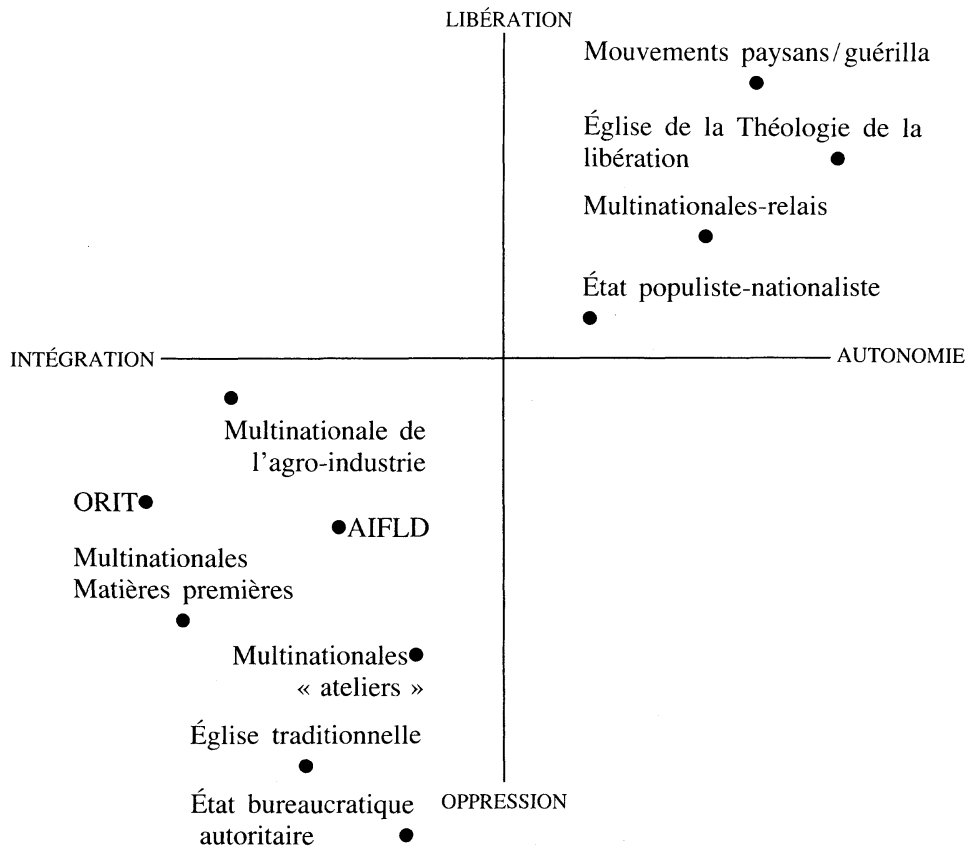 LIBÉRATION
Mouvements paysans/guérilla
Église de la Théologie de la
libération
Multinationales-relais
État populiste-nationaliste
INTÉGRATION
AUTONOMIE
Multinationale de
l'agro-industrie
ORIT
AIFLD
Multinationales
Matières premières
Multinationales
« ateliers »
Église traditionnelle
État bureaucratique
autoritaire
OPPRESSION